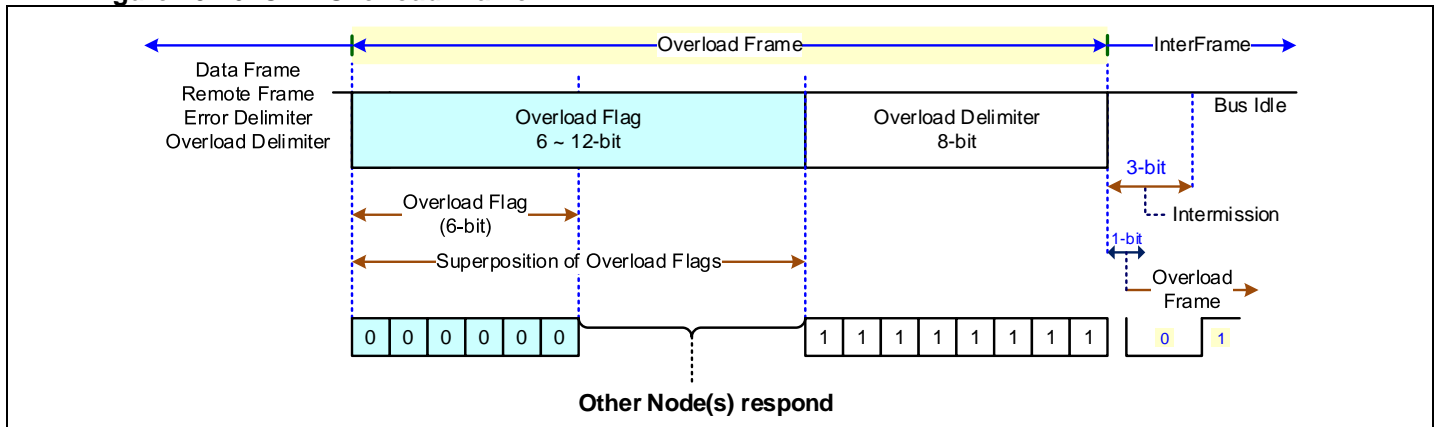 Overload Frame
InterFrame
Data Frame
Remote Frame
Error Delimiter
Overload Delimiter
Overload Flag
6 ~ 12-bit
Overload Delimiter
8-bit
Bus Idle
3-bit
Intermission
Overload Flag
(6-bit)
1-bit
Superposition of Overload Flags
Overload
Frame
0 0 0 0 0 0
1 1 1 1 1 1 1 1
0 1
Other Node(s) respond